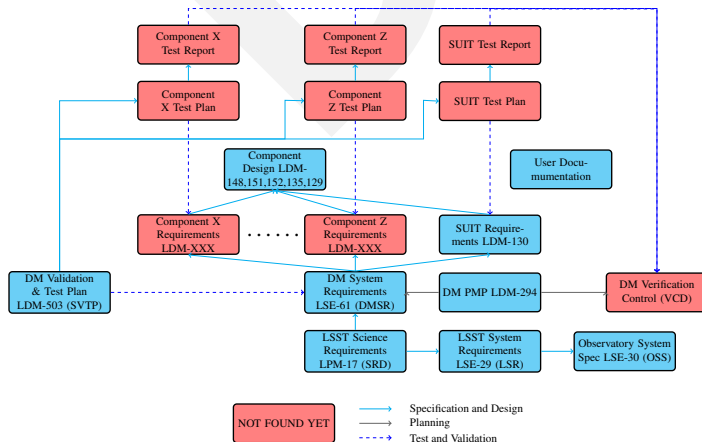 Component X
Test Report
Component Z
Test Report
SUIT Test Report
Component
X Test Plan
Component
Z Test Plan
SUIT Test Plan
Component
Design LDM-
148,151,152,135,129
User Docu-
mumentation
Component X
Requirements
LDM-XXX
Component Z
Requirements
LDM-XXX
SUIT Require-
ments LDM-130
DM Validation
& Test Plan
LDM-503 (SVTP)
DM System
Requirements
LSE-61 (DMSR)
DM PMP LDM-294
DM Verification
Control (VCD)
LSST Science
Requirements
LPM-17 (SRD)
LSST System
Requirements
LSE-29 (LSR)
Observatory System
Spec LSE-30 (OSS)
NOT FOUND YET
Specification and Design
Planning
Test and Validation